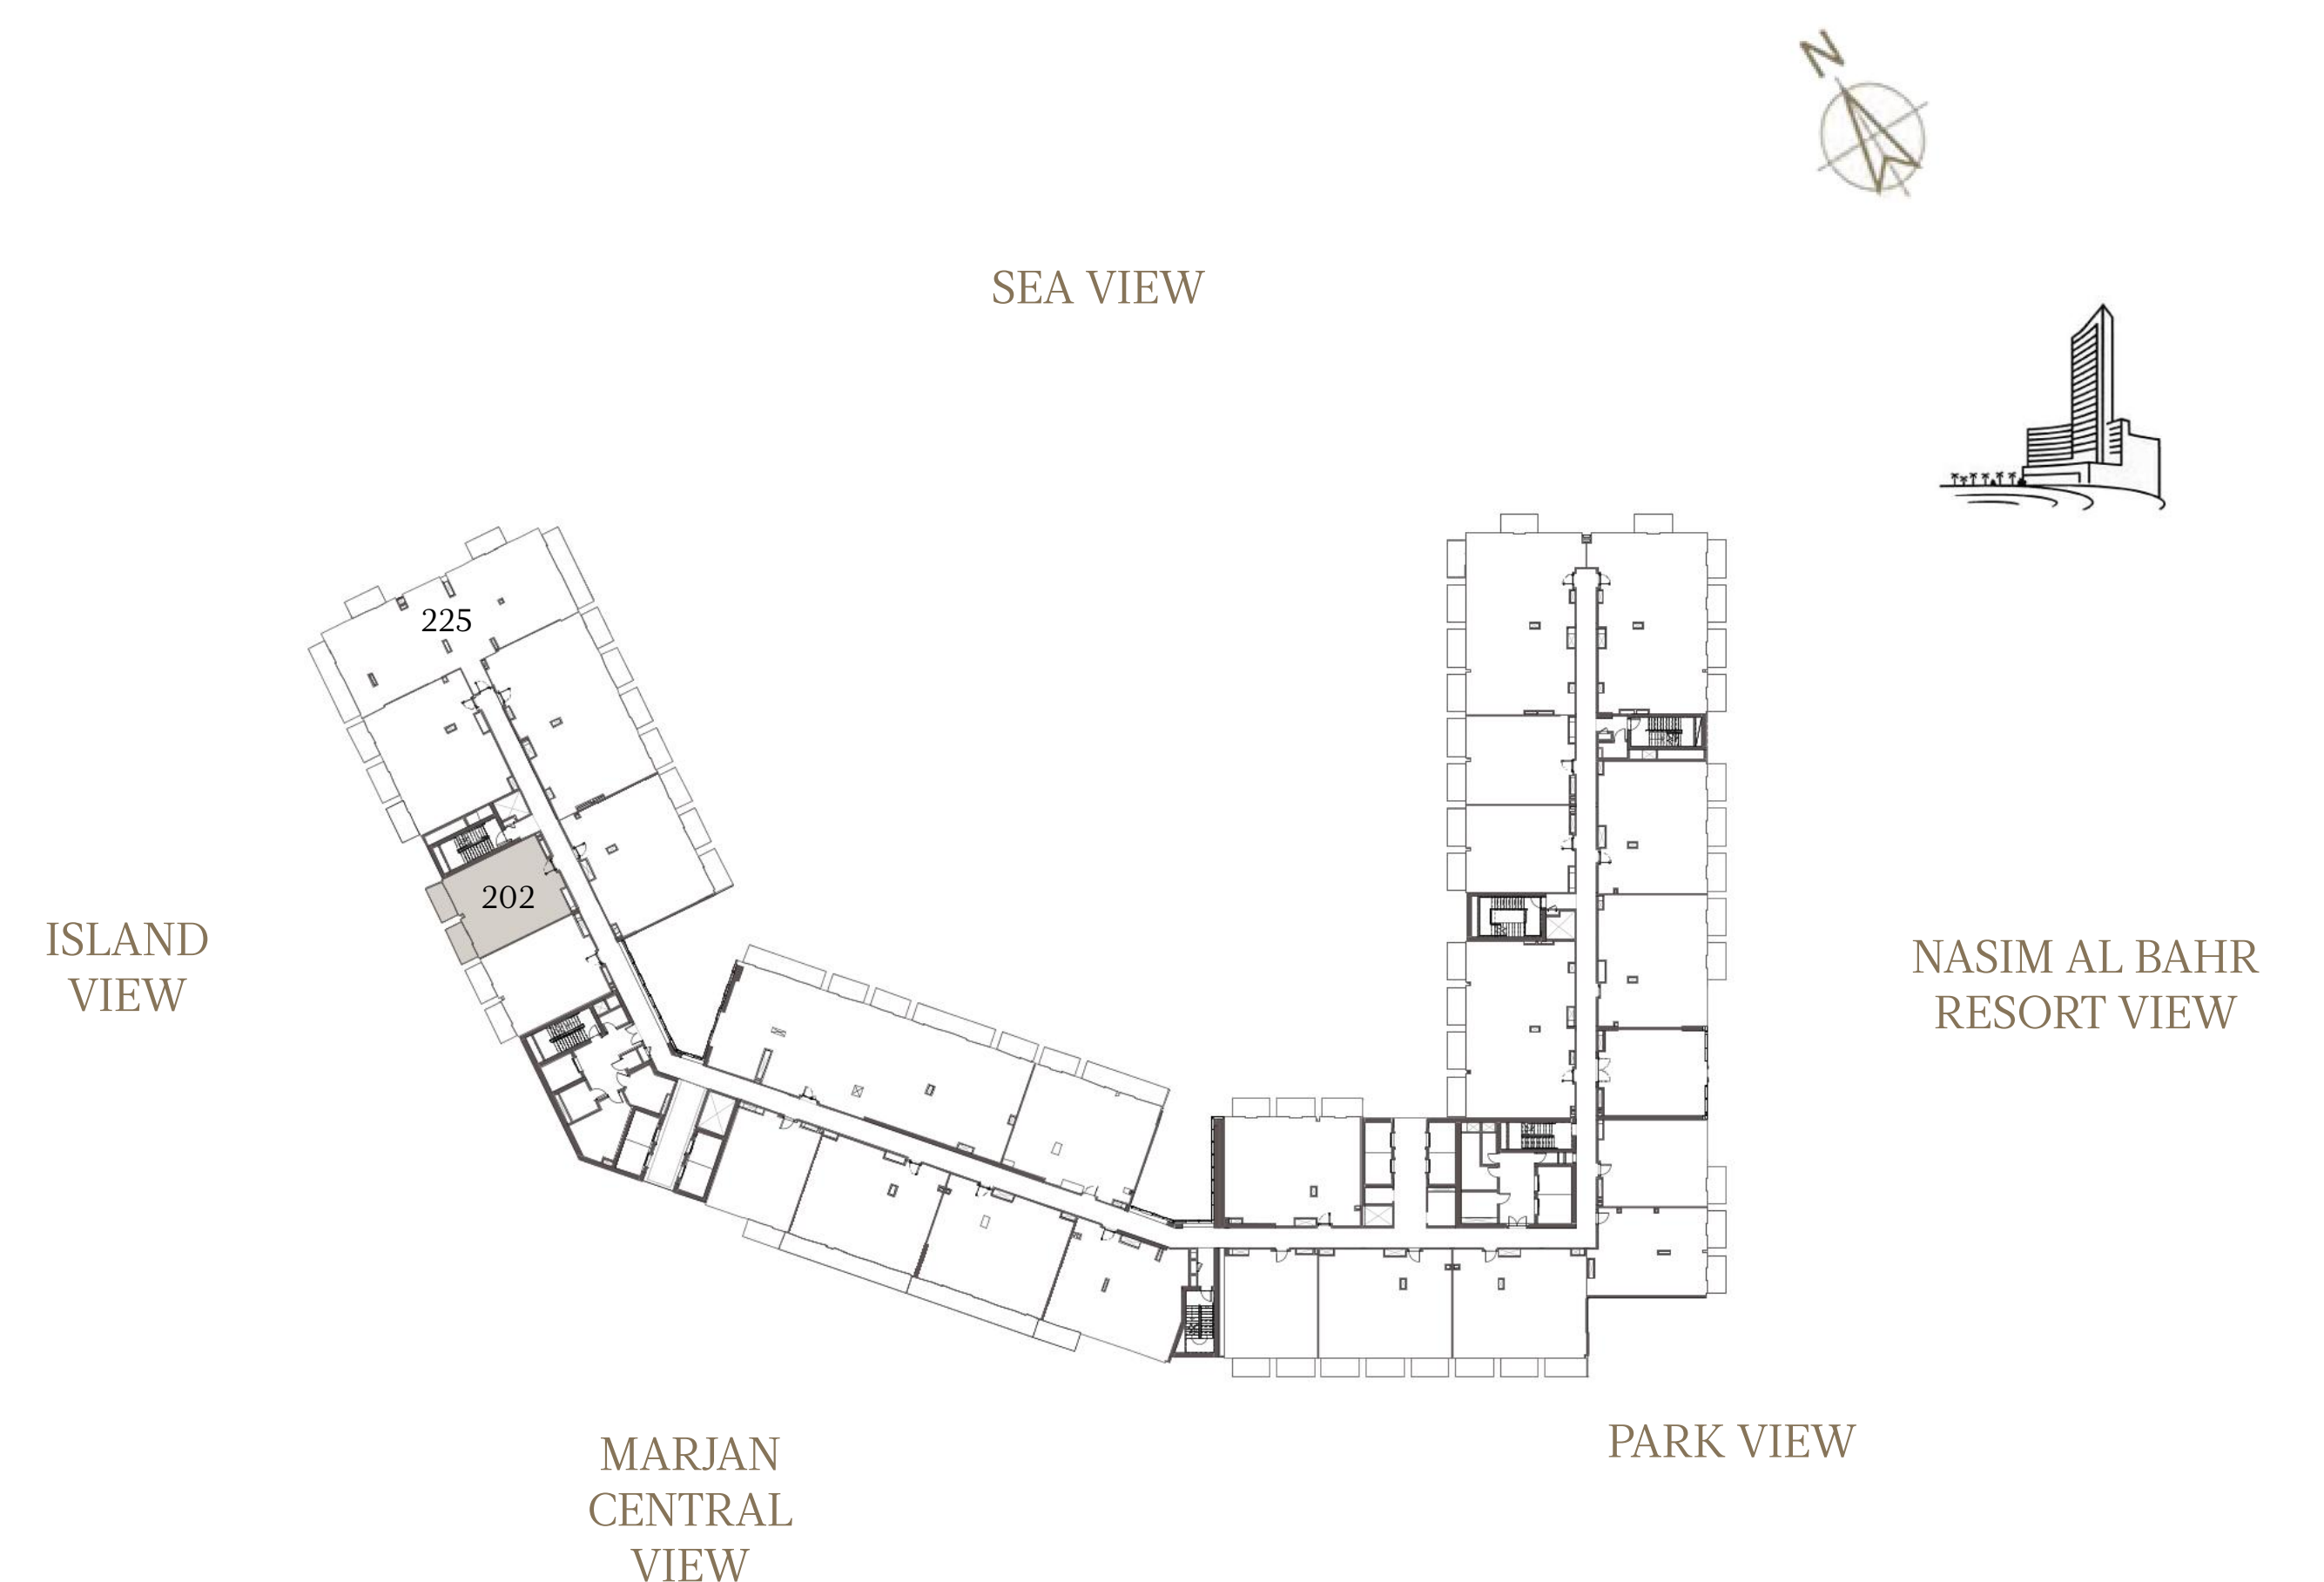 N
SEA VIEW
225
202
ISLAND
VIEW
NASIM AL BAHR
RESORT VIEW
MARJAN
CENTRAL
VIEW
PARK VIEW